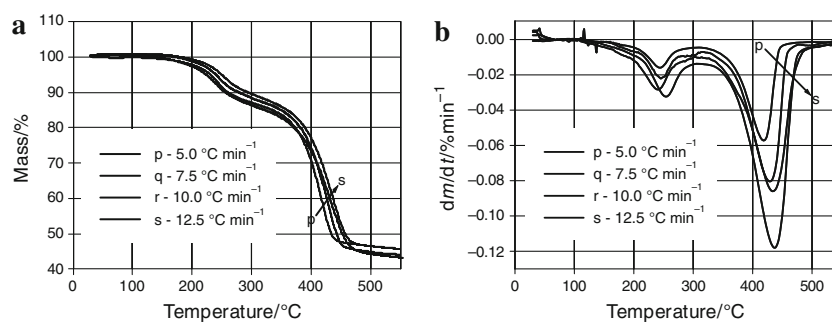 a
110
100
90
80
70
60
50
40
Mass/%
p - 5.0 °C min⁻¹
q - 7.5 °C min⁻¹
r - 10.0 °C min⁻¹
s - 12.5 °C min⁻¹
s
p
0 100 200 300 400 500
Temperature/°C
b
0.00
−0.02
−0.04
−0.06
−0.08
−0.10
−0.12
dm/dt/%min⁻¹
p
s
p - 5.0 °C min⁻¹
q - 7.5 °C min⁻¹
r - 10.0 °C min⁻¹
s - 12.5 °C min⁻¹
0 100 200 300 400 500
Temperature/°C